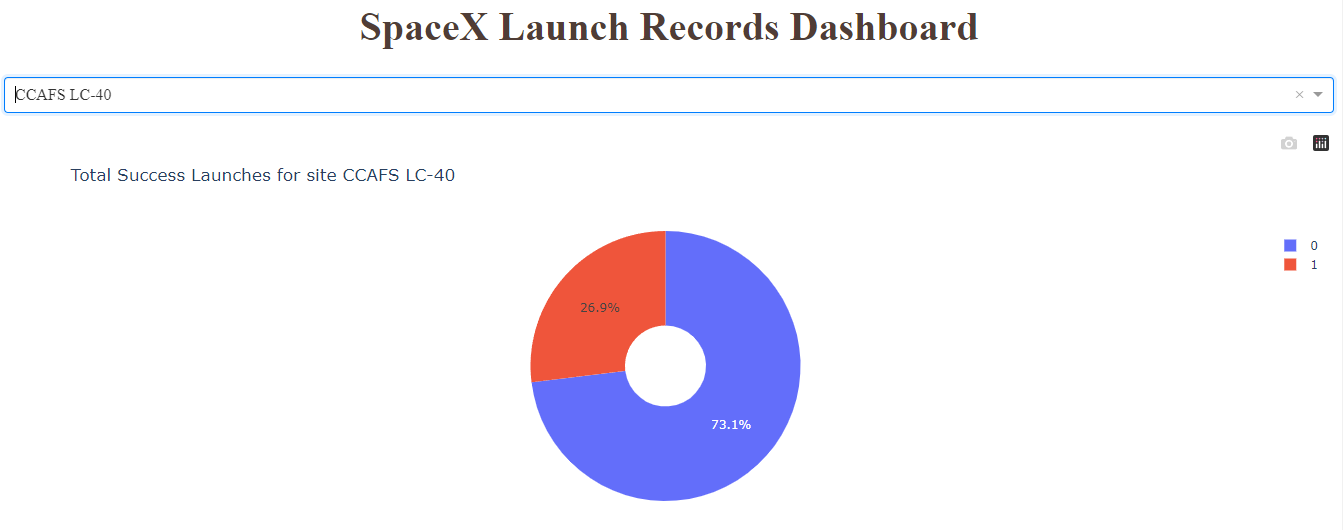 SpaceX Launch Records Dashboard
CCAFS LC-40
Total Success Launches for site CCAFS LC-40
0
1
26.9%
73.1%